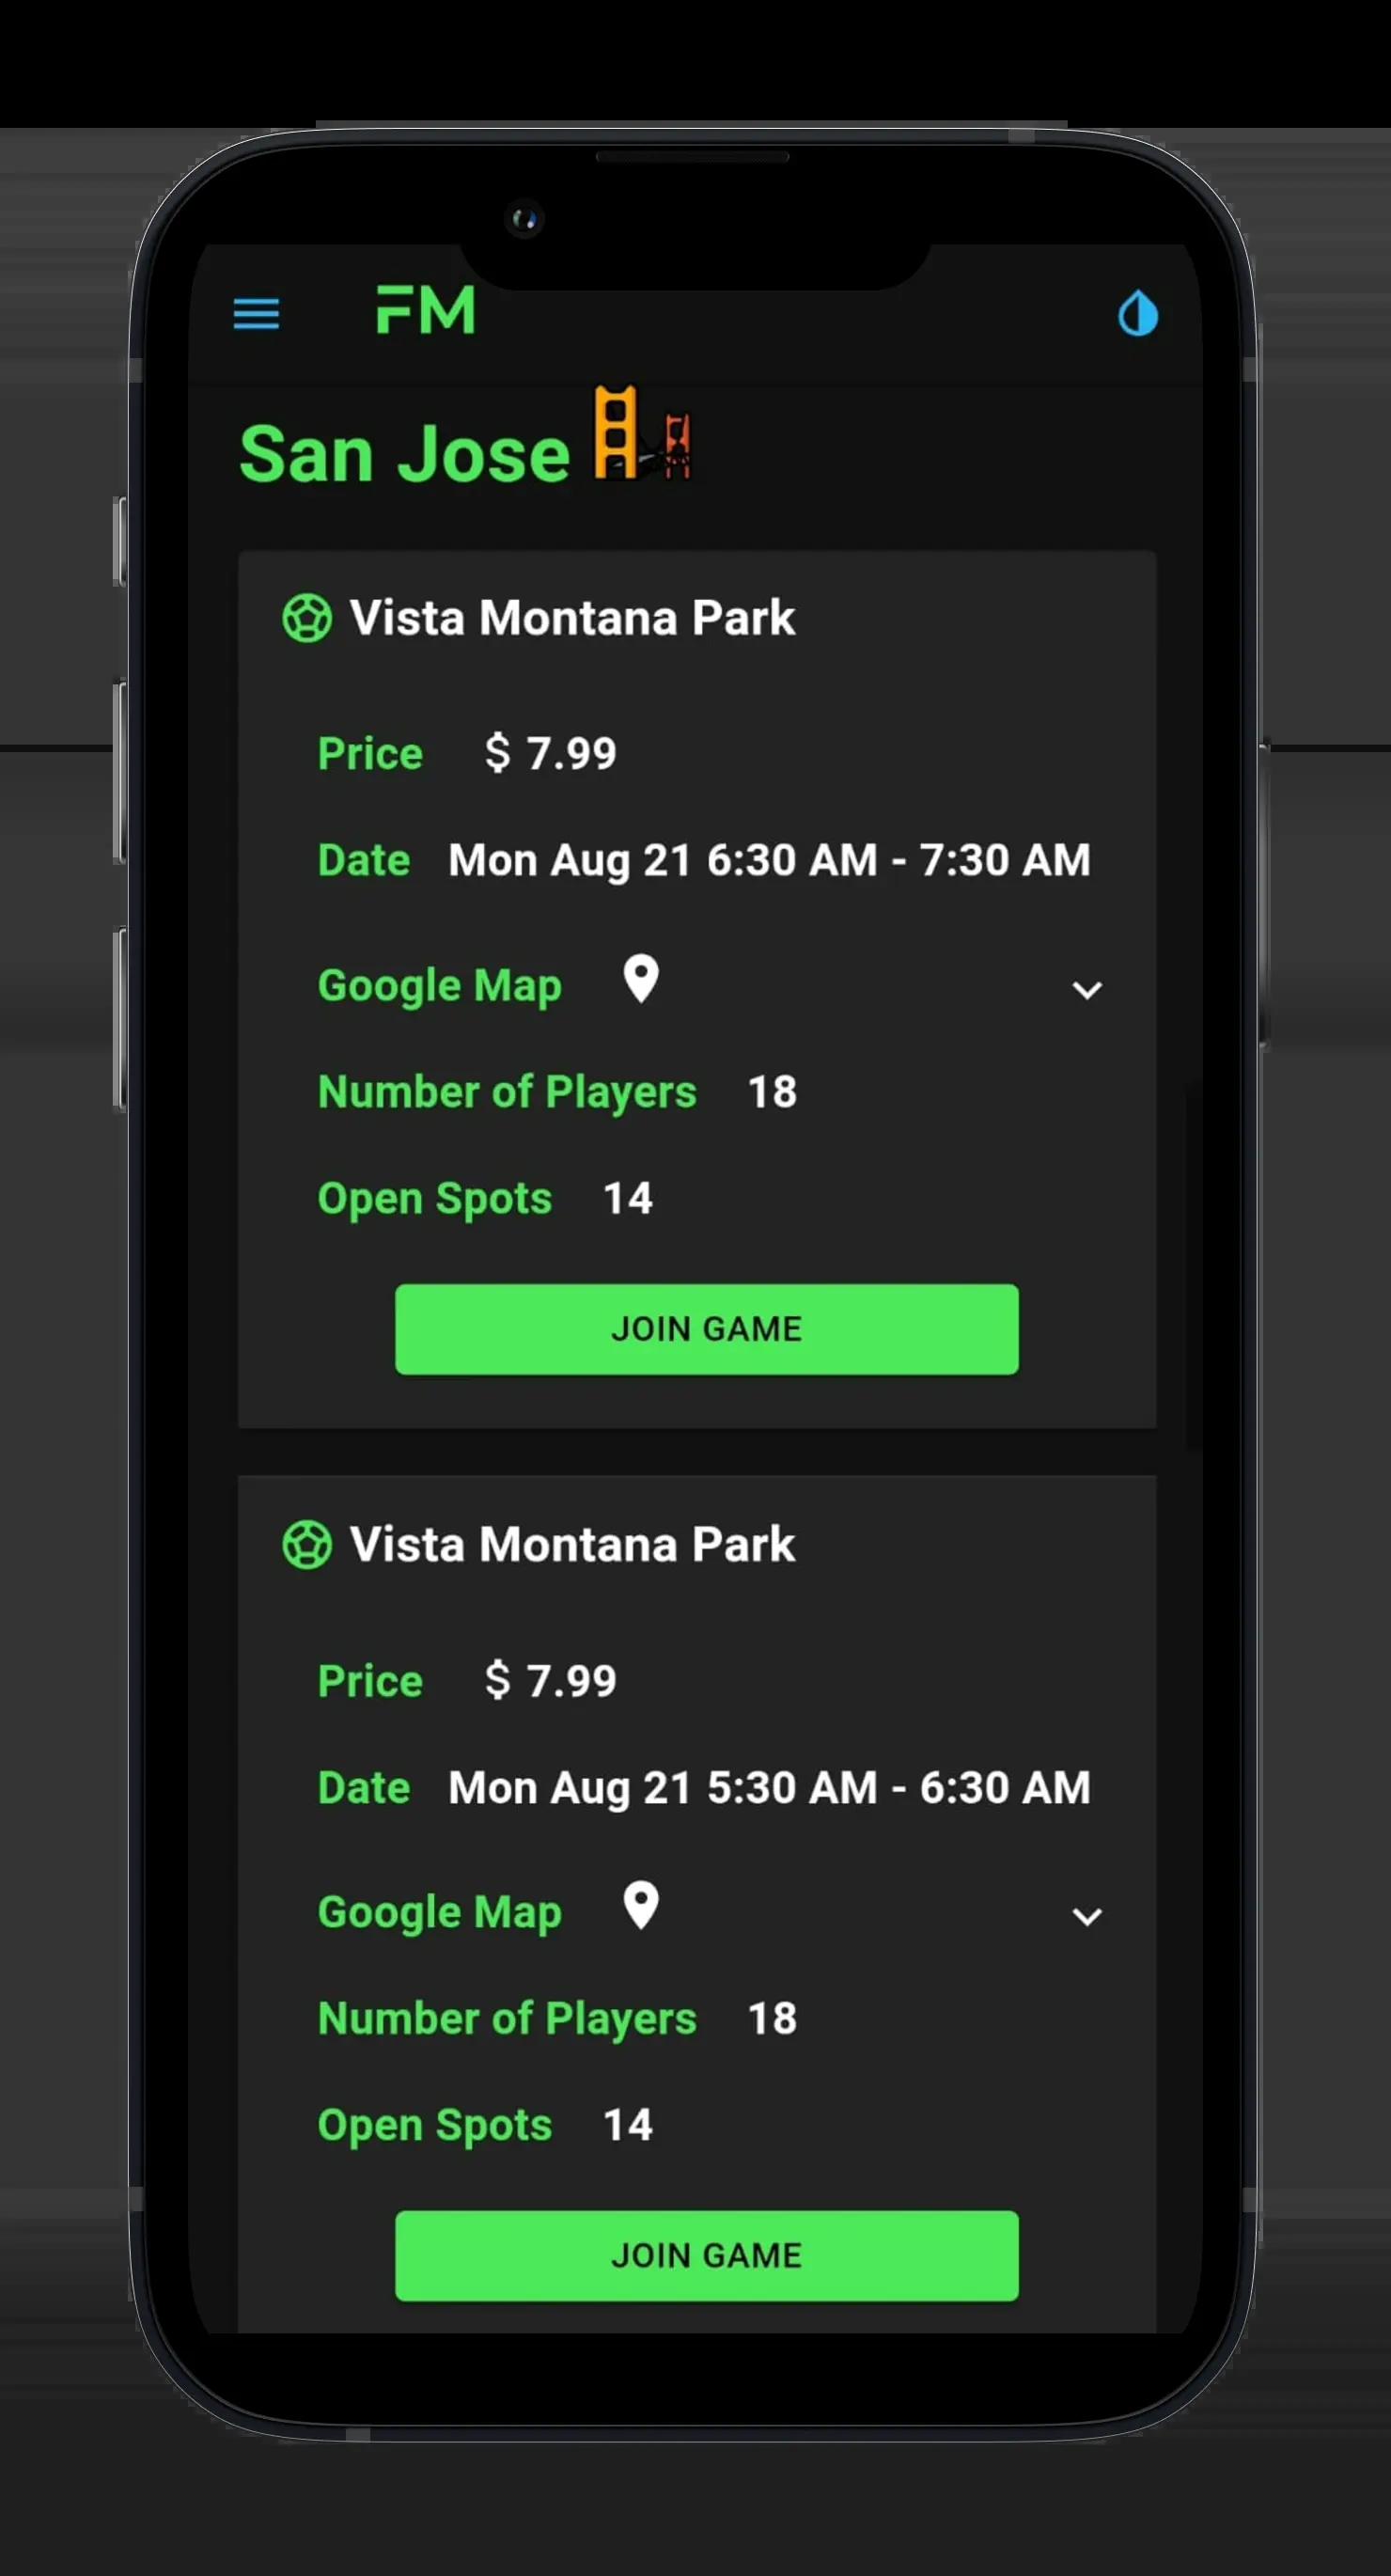 FM
San Jose
Vista Montana Park
Price $ 7.99
Date Mon Aug 21 6:30 AM - 7:30 AM
Google Map
Number of Players 18
Open Spots 14
JOIN GAME
Vista Montana Park
Price $ 7.99
Date Mon Aug 21 5:30 AM - 6:30 AM
Google Map
Number of Players 18
Open Spots 14
JOIN GAME